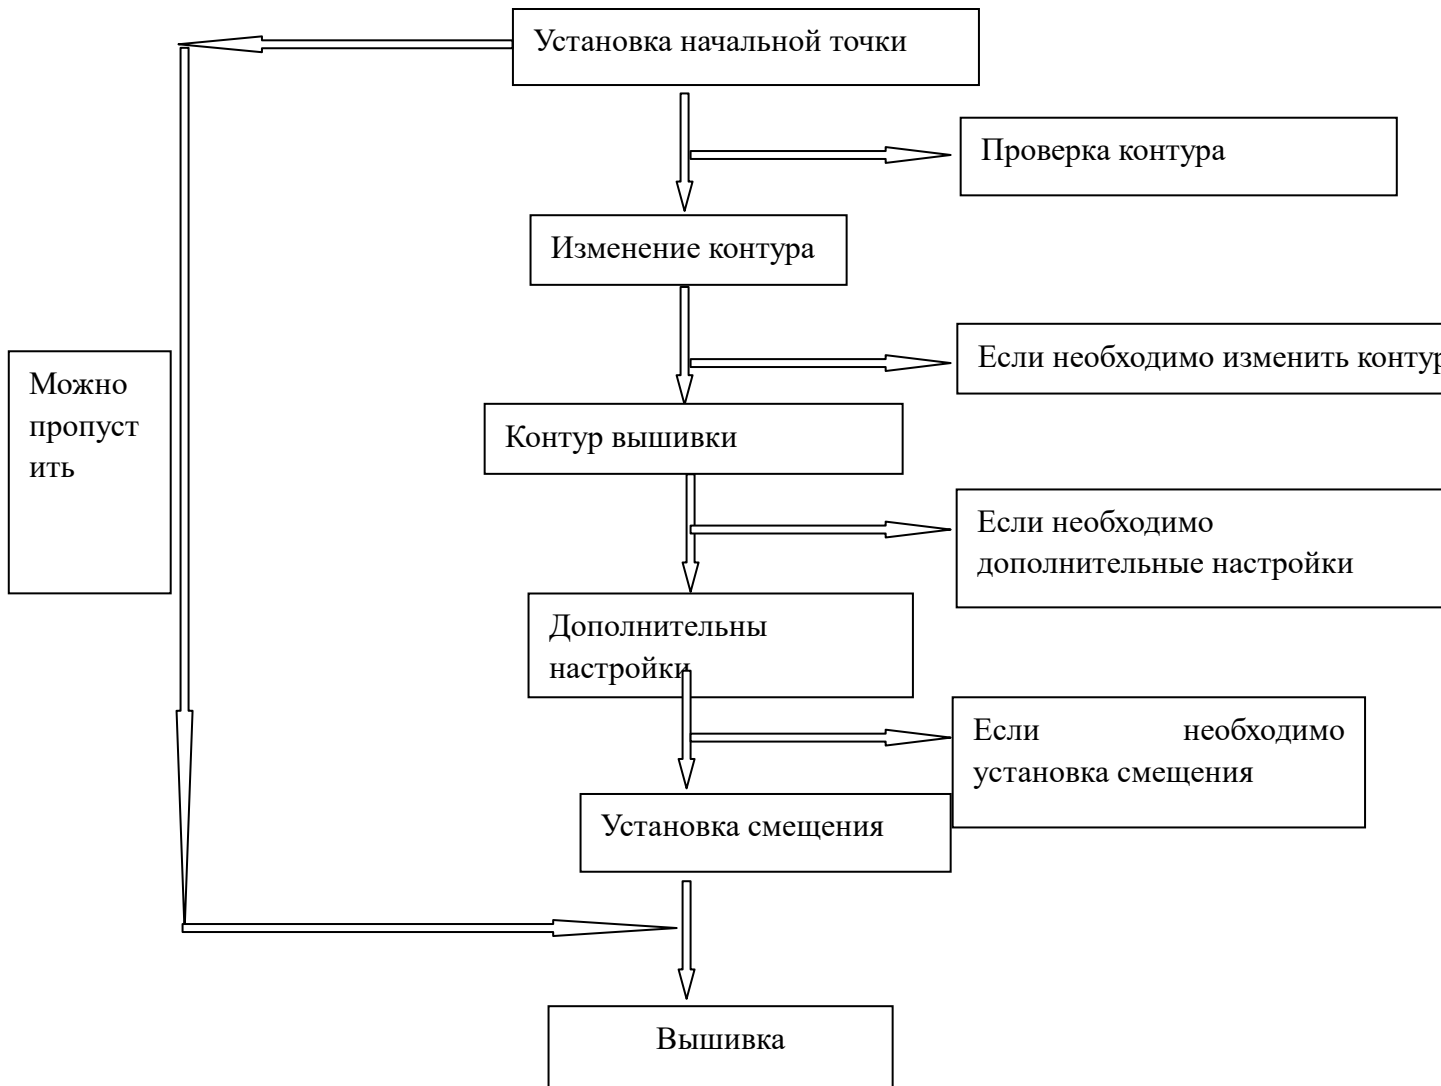 Установка начальной точки
Проверка контура
Изменение контура
Если необходимо изменить контур
Можно
пропуст
ить
Контур вышивки
Если необходимо
дополнительные настройки
Дополнительны
настройки
Если необходимо
установка смещения
Установка смещения
Вышивка